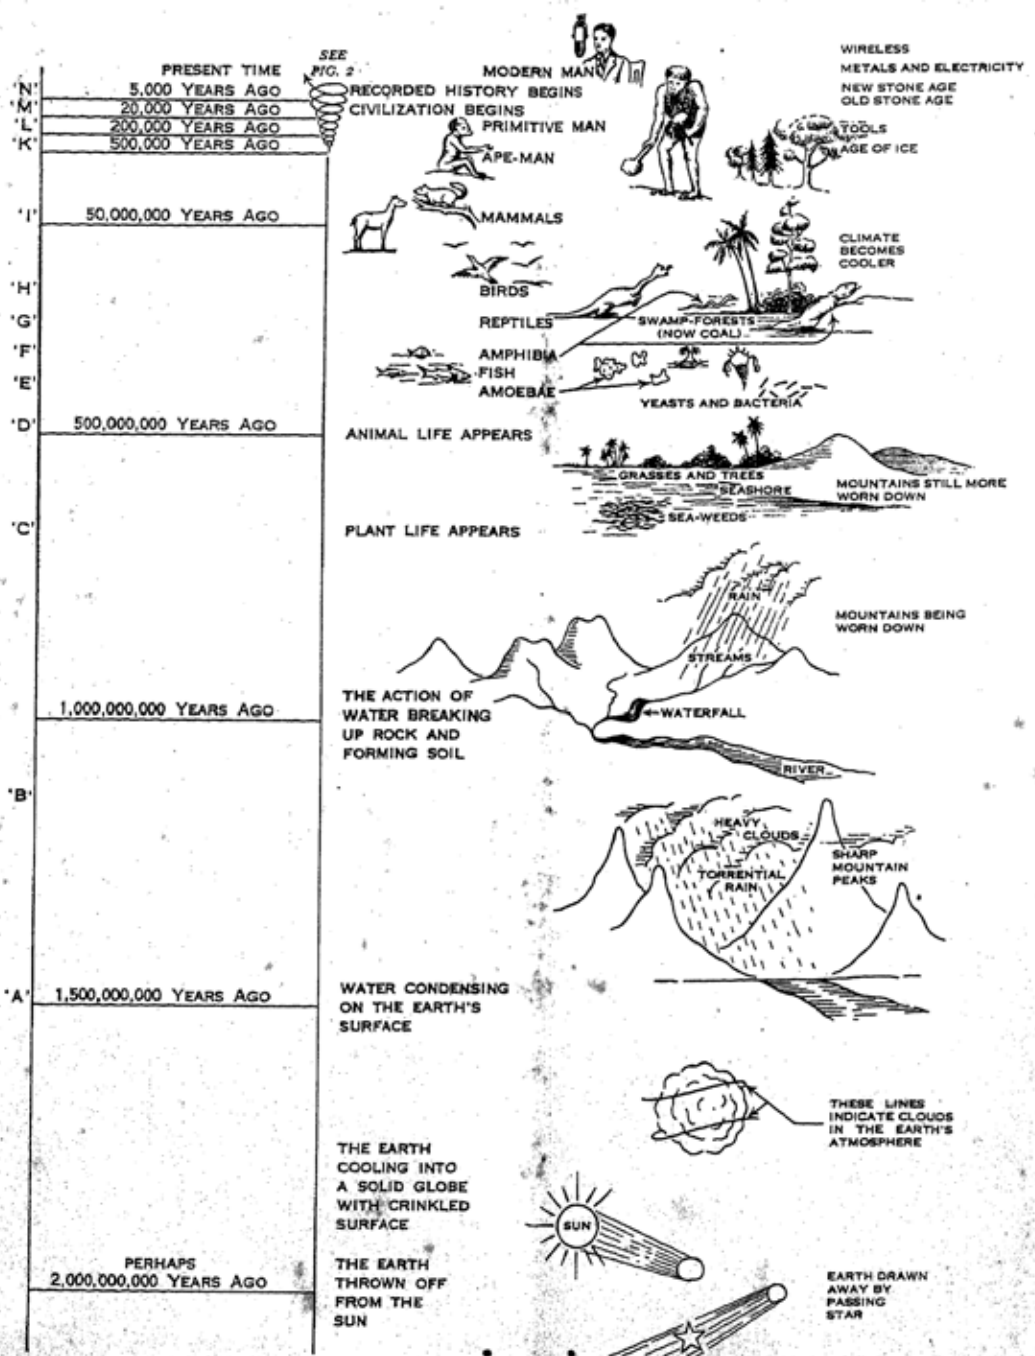 SEE
FIG. 2
PRESENT TIME
'N'
5,000 YEARS AGO
RECORDED HISTORY BEGINS
'M'
20,000 YEARS AGO
CIVILIZATION BEGINS
'L'
200,000 YEARS AGO
'K'
500,000 YEARS AGO
MODERN MAN
PRIMITIVE MAN
APE-MAN
WIRELESS
METALS AND ELECTRICITY
NEW STONE AGE
OLD STONE AGE
TOOLS
AGE OF ICE
'I'
50,000,000 YEARS AGO
MAMMALS
CLIMATE
BECOMES
COOLER
'H'
BIRDS
'G'
REPTILES
SWAMP-FORESTS
(NOW COAL)
'F'
AMPHIBIA
FISH
'E'
AMOEBAE
YEASTS AND BACTERIA
'D'
500,000,000 YEARS AGO
ANIMAL LIFE APPEARS
GRASSES AND TREES
SEASHORE
SEA-WEEDS
MOUNTAINS STILL MORE
WORN DOWN
'C'
PLANT LIFE APPEARS
RAIN
STREAMS
MOUNTAINS BEING
WORN DOWN
1,000,000,000 YEARS AGO
THE ACTION OF
WATER BREAKING
UP ROCK AND
FORMING SOIL
WATERFALL
RIVER
'B'
HEAVY
CLOUDS
TORRENTIAL
RAIN
SHARP
MOUNTAIN
PEAKS
'A'
1,500,000,000 YEARS AGO
WATER CONDENSING
ON THE EARTH'S
SURFACE
THESE LINES
INDICATE CLOUDS
IN THE EARTH'S
ATMOSPHERE
THE EARTH
COOLING INTO
A SOLID GLOBE
WITH CRINKLED
SURFACE
SUN
PERHAPS
2,000,000,000 YEARS AGO
THE EARTH
THROWN OFF
FROM THE
SUN
EARTH DRAWN
AWAY BY
PASSING
STAR